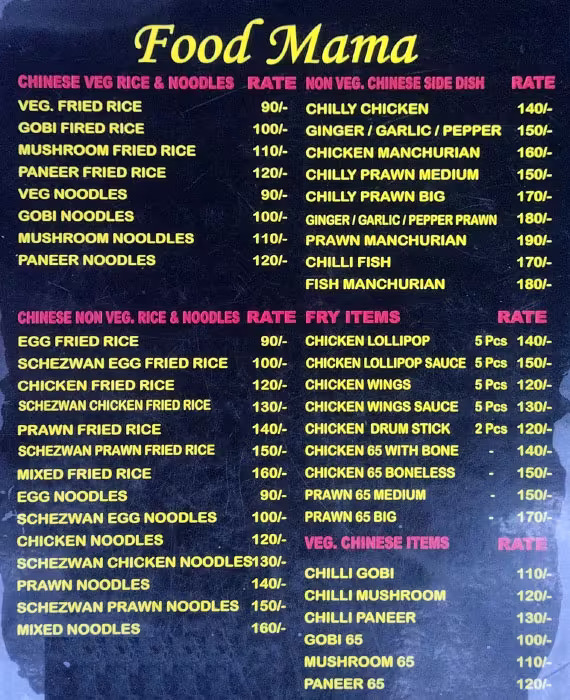 Food Mama
CHINESE VEG RICE & NOODLES RATE
VEG. FRIED RICE 90/-
GOBI FIRED RICE 100/-
MUSHROOM FRIED RICE 110/-
PANEER FRIED RICE 120/-
VEG NOODLES 90/-
GOBI NOODLES 100/-
MUSHROOM NOOLDLES 110/-
PANEER NOODLES 120/-
CHINESE NON VEG. RICE & NOODLES RATE
EGG FRIED RICE 90/-
SCHEZWAN EGG FRIED RICE 100/-
CHICKEN FRIED RICE 120/-
SCHEZWAN CHICKEN FRIED RICE 130/-
PRAWN FRIED RICE 140/-
SCHEZWAN PRAWN FRIED RICE 150/-
MIXED FRIED RICE 160/-
EGG NOODLES 90/-
SCHEZWAN EGG NOODLES 100/-
CHICKEN NOODLES 120/-
SCHEZWAN CHICKEN NOODLES 130/-
PRAWN NOODLES 140/-
SCHEZWAN PRAWN NOODLES 150/-
MIXED NOODLES 160/-
NON VEG. CHINESE SIDE DISH RATE
CHILLY CHICKEN 140/-
GINGER / GARLIC / PEPPER 150/-
CHICKEN MANCHURIAN 160/-
CHILLY PRAWN MEDIUM 150/-
CHILLY PRAWN BIG 170/-
GINGER / GARLIC / PEPPER PRAWN 180/-
PRAWN MANCHURIAN 190/-
CHILLI FISH 170/-
FISH MANCHURIAN 180/-
FRY ITEMS RATE
CHICKEN LOLLIPOP 5 Pcs 140/-
CHICKEN LOLLIPOP SAUCE 5 Pcs 150/-
CHICKEN WINGS 5 Pcs 120/-
CHICKEN WINGS SAUCE 5 Pcs 130/-
CHICKEN DRUM STICK 2 Pcs 120/-
CHICKEN 65 WITH BONE - 140/-
CHICKEN 65 BONELESS - 150/-
PRAWN 65 MEDIUM - 150/-
PRAWN 65 BIG - 170/-
VEG. CHINESE ITEMS RATE
CHILLI GOBI 110/-
CHILLI MUSHROOM 120/-
CHILLI PANEER 130/-
GOBI 65 100/-
MUSHROOM 65 110/-
PANEER 65 120/-